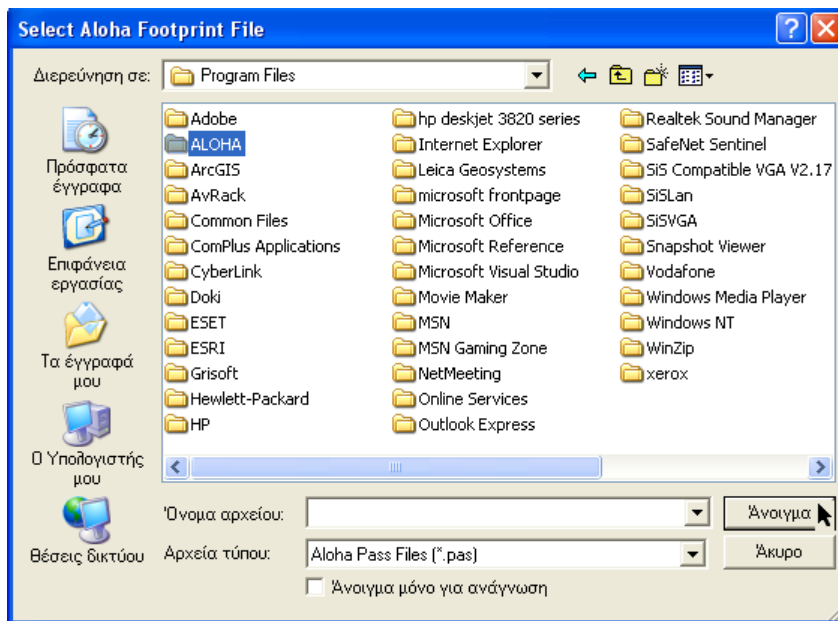 Select Aloha Footprint File
Διερεύνηση σε: Program Files
Πρόσφατα
έγγραφα
Επιφάνεια
εργασίας
Τα έγγραφά
μου
Ο Υπολογιστής
μου
Θέσεις δικτύου
Adobe
ALOHA
ArcGIS
AvRack
Common Files
ComPlus Applications
CyberLink
Doki
ESET
ESRI
Grisoft
Hewlett-Packard
HP
hp deskjet 3820 series
Internet Explorer
Leica Geosystems
microsoft frontpage
Microsoft Office
Microsoft Reference
Microsoft Visual Studio
Movie Maker
MSN
MSN Gaming Zone
NetMeeting
Online Services
Outlook Express
Realtek Sound Manager
SafeNet Sentinel
SiS Compatible VGA V2.17
SiSLan
SiSVGA
Snapshot Viewer
Vodafone
Windows Media Player
Windows NT
WinZip
xerox
Όνομα αρχείου:
Άνοιγμα
Αρχεία τύπου: Aloha Pass Files (*.pas)
Άκυρο
Άνοιγμα μόνο για ανάγνωση